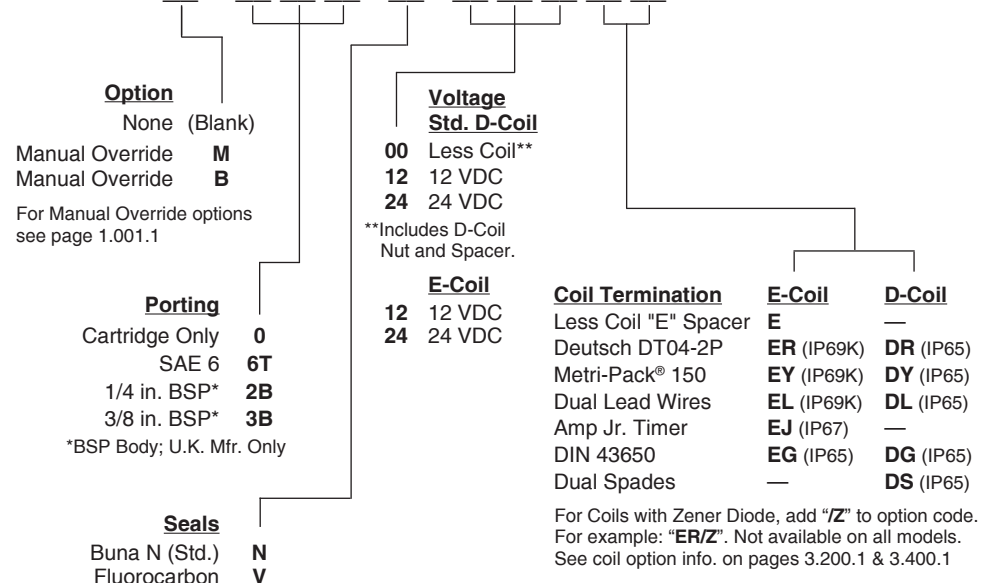 Option
None (Blank)
Manual Override M
Manual Override B
For Manual Override options
see page 1.001.1
Porting
Cartridge Only 0
SAE 6 6T
1/4 in. BSP* 2B
3/8 in. BSP* 3B
*BSP Body; U.K. Mfr. Only
Seals
Buna N (Std.) N
Fluorocarbon V
Voltage
Std. D-Coil
00 Less Coil**
12 12 VDC
24 24 VDC
**Includes D-Coil
Nut and Spacer.
E-Coil
12 12 VDC
24 24 VDC
Coil Termination E-Coil D-Coil
Less Coil "E" Spacer E —
Deutsch DT04-2P ER (IP69K) DR (IP65)
Metri-Pack® 150 EY (IP69K) DY (IP65)
Dual Lead Wires EL (IP69K) DL (IP65)
Amp Jr. Timer EJ (IP67) —
DIN 43650 EG (IP65) DG (IP65)
Dual Spades — DS (IP65)
For Coils with Zener Diode, add “/Z” to option code.
For example: “ER/Z”. Not available on all models.
See coil option info. on pages 3.200.1 & 3.400.1